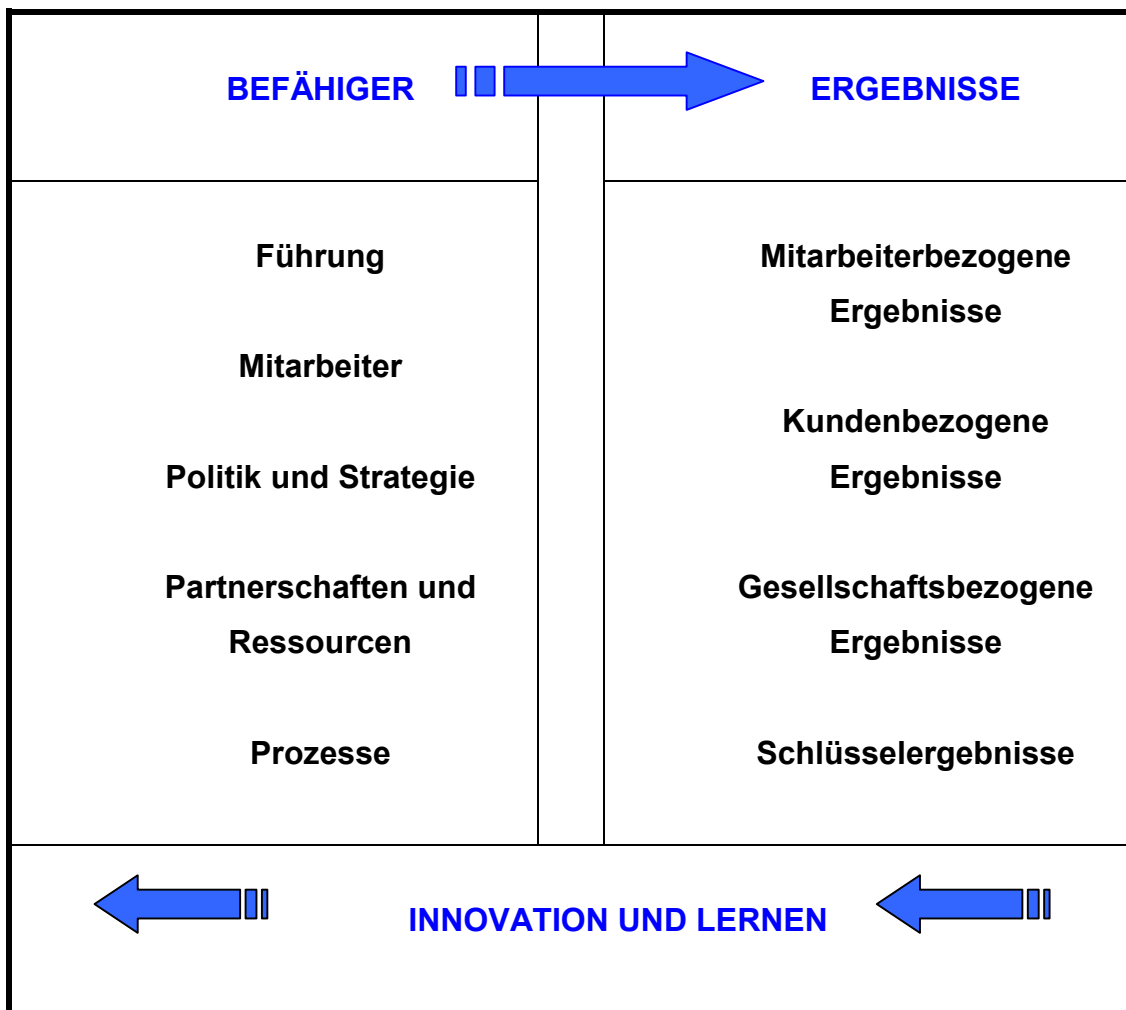 BEFÄHIGER
ERGEBNISSE
Führung
Mitarbeiter
Politik und Strategie
Partnerschaften und
Ressourcen
Prozesse
Mitarbeiterbezogene
Ergebnisse
Kundenbezogene
Ergebnisse
Gesellschaftsbezogene
Ergebnisse
Schlüsselergebnisse
INNOVATION UND LERNEN